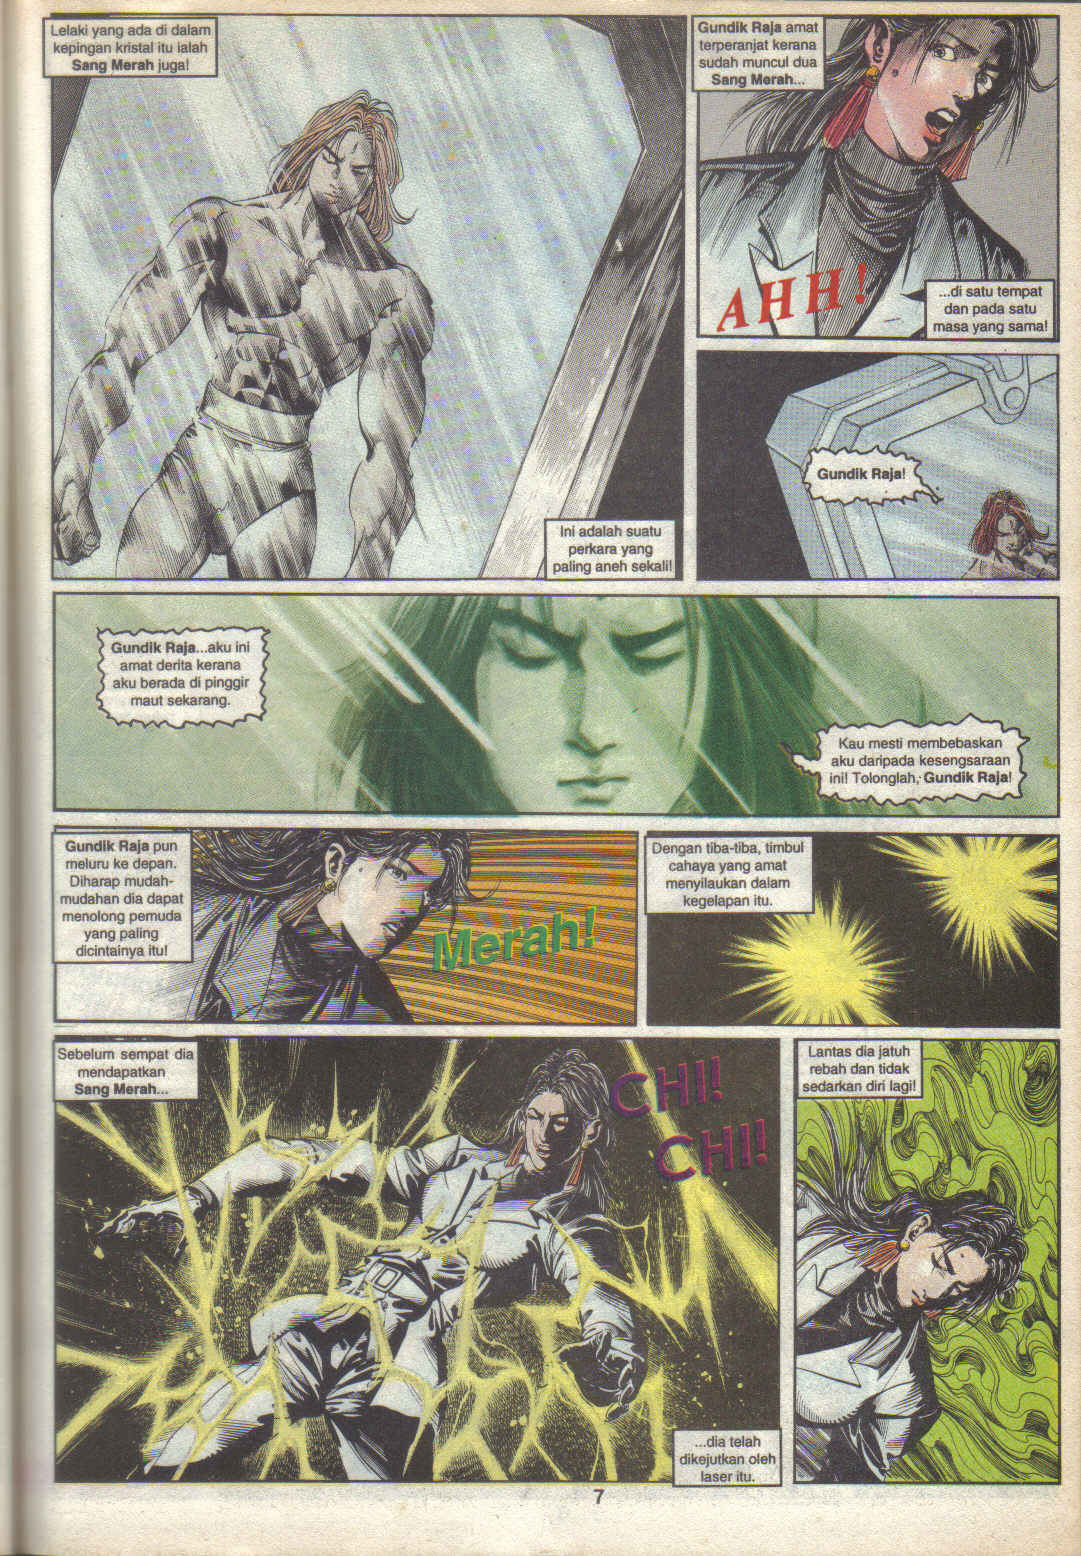 Lelaki yang ada di dalam
kepingan kristal itu ialah
Sang Merah juga!
Ini adalah suatu
perkara yang
paling aneh sekali!
Gundik Raja amat
terperanjat kerana
sudah muncul dua
Sang Merah...
AHH!
...di satu tempat
dan pada satu
masa yang sama!
Gundik Raja!
Gundik Raja...aku ini
amat derita kerana
aku berada di pinggir
maut sekarang.
Kau mesti membebaskan
aku daripada kesengsaraan
ini! Tolonglah, Gundik Raja!
Gundik Raja pun
meluru ke depan.
Diharap mudah-
mudahan dia dapat
menolong pemuda
yang paling
dicintainya itu!
Merah!
Dengan tiba-tiba, timbul
cahaya yang amat
menyilaukan dalam
kegelapan itu.
Sebelum sempat dia
mendapatkan
Sang Merah...
CHI!
CHI!
...dia telah
dikejutkan oleh
laser itu.
Lantas dia jatuh
rebah dan tidak
sedarkan diri lagi!
7